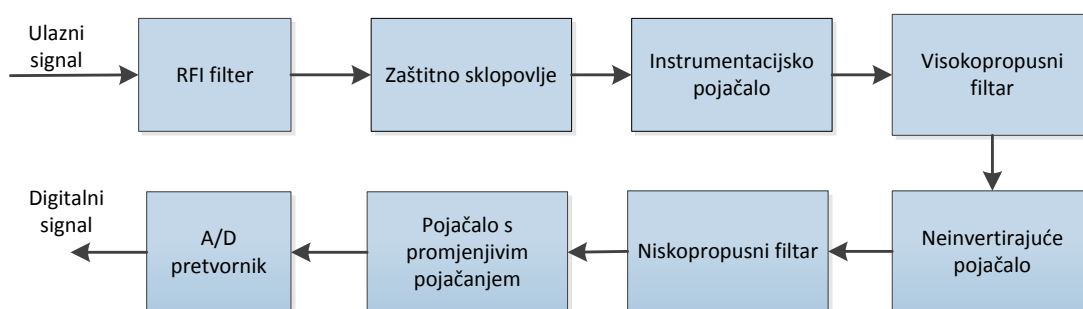 Ulazni
signal
RFI filter
Zaštitno sklopovlje
Instrumentacijsko
pojačalo
Visokopropusni
filtar
Digitalni
signal
A/D
pretvornik
Pojačalo s
promjenjivim
pojačanjem
Niskopropusni filtar
Neinvertirajuće
pojačalo